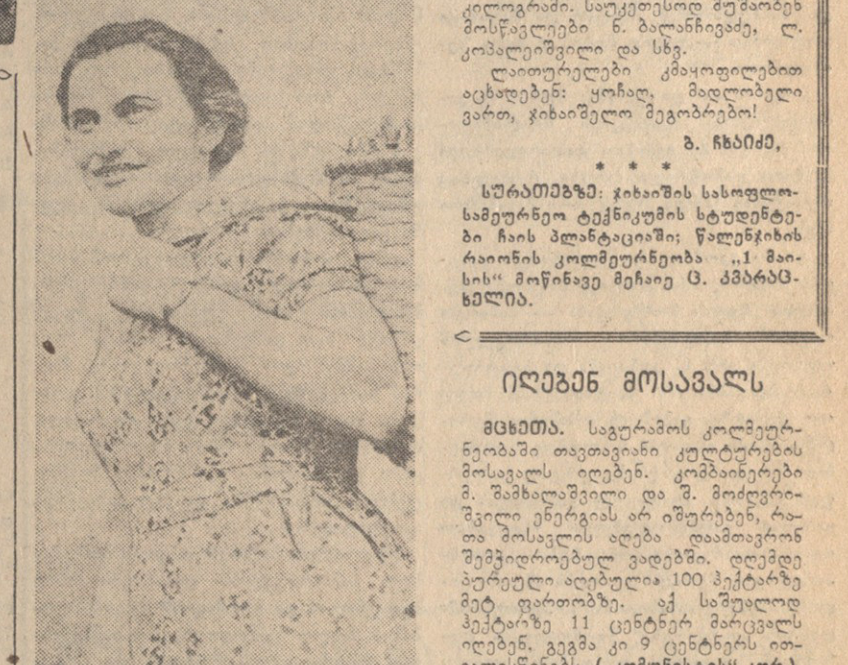 კილოგრამი. საუკეთესოდ მუშაობენ
მოსწავლეები ნ. ბალანჩივაძე, ლ.
კოპალეიშვილი და სხვ.
ლაითურელები კმაყოფილებით
აცხადებენ: ყოჩაღ, მადლობელი
ვართ, ჯიხაიშელო მეგობრებო!
ბ. ჩხაიძე,
* * *
სურათებზე: ჯიხაიშის სასოფლო-
სამეურნეო ტექნიკუმის სტუდენტე-
ბი ჩაის პლანტაციაში; წალენჯიხის
რაიონის კოლმეურნეობა „1 მაი-
სის“ მოწინავე მეჩაიე ც. კვარაც-
ხელია.
იღებენ მოსავალს
მცხეთა. საგურამოს კოლმეურ-
ნეობაში თავთავიანი კულტურების
მოსავალს იღებენ. კომბაინერები
მ. შამხალაშვილი და შ. მოძღვრი-
შვილი ენერგიას არ იშურებენ, რა-
თა მოსავლის აღება დაამთავრონ
შემჭიდროებულ ვადებში. დღემდე
პურეული აღებულია 100 ჰექტარზე
მეტ ფართობზე. აქ საშუალოდ
ჰექტარზე 11 ცენტნერ მარცვალს
იღებენ, გეგმა კი 9 ცენტნერს ით-